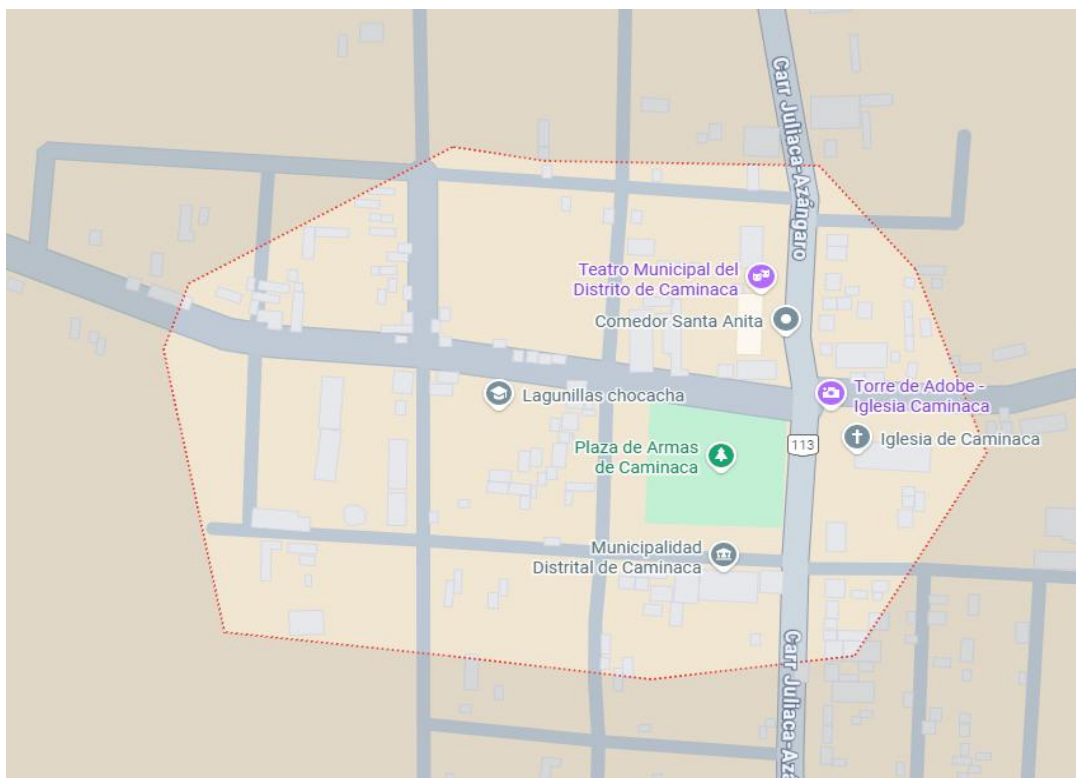 Carr Juliaca-Azángaro
Teatro Municipal del
Distrito de Caminaca
Comedor Santa Anita
Torre de Adobe -
Iglesia Caminaca
Lagunillas chocacha
113
Iglesia de Caminaca
Plaza de Armas
de Caminaca
Municipalidad
Distrital de Caminaca
Carr Juliaca-Azá